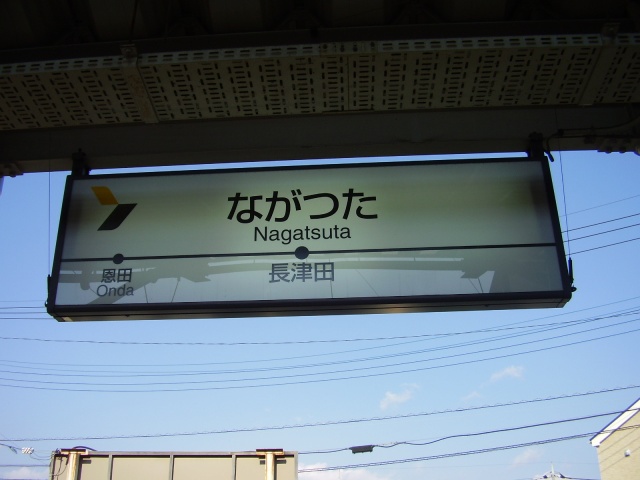 ながつた
Nagatsuta
長津田
恩田
Onda